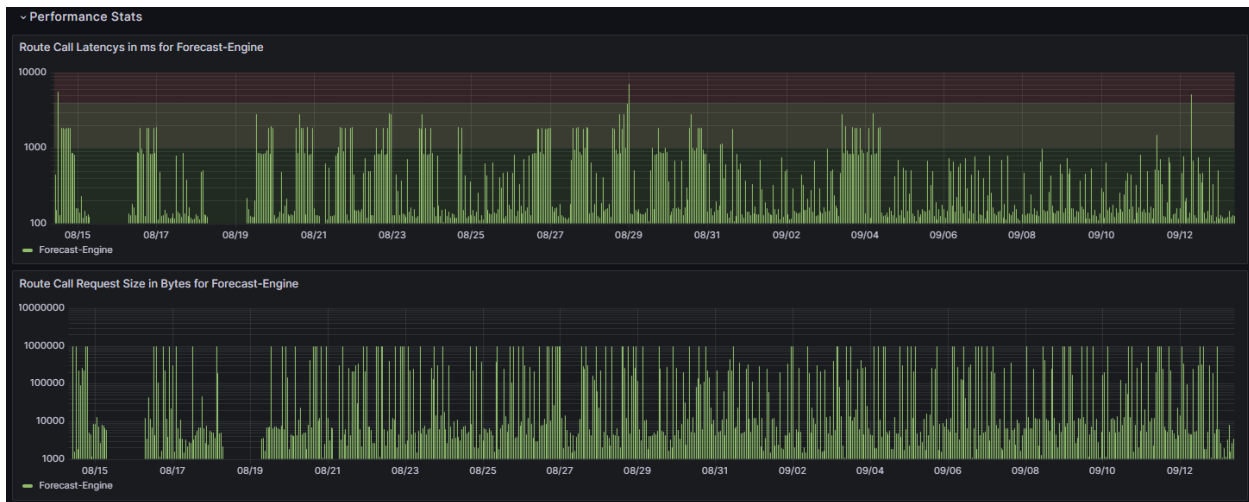 Performance Stats
Route Call Latencys in ms for Forecast-Engine
10000
1000
100
08/15 08/17 08/19 08/21 08/23 08/25 08/27 08/29 08/31 09/02 09/04 09/06 09/08 09/10 09/12
Forecast-Engine
Route Call Request Size in Bytes for Forecast-Engine
10000000
1000000
100000
10000
1000
08/15 08/17 08/19 08/21 08/23 08/25 08/27 08/29 08/31 09/02 09/04 09/06 09/08 09/10 09/12
Forecast-Engine